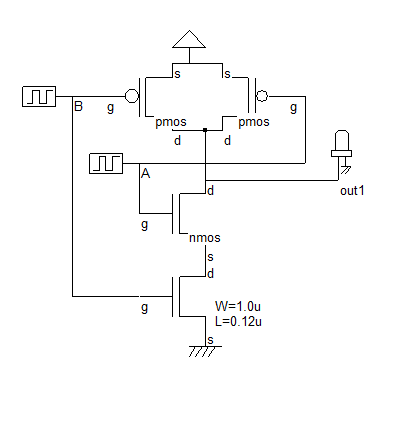 s s
B g g
pmos pmos
d d
A
d out1
g
nmos
s
d
g W=1.0u
L=0.12u
s